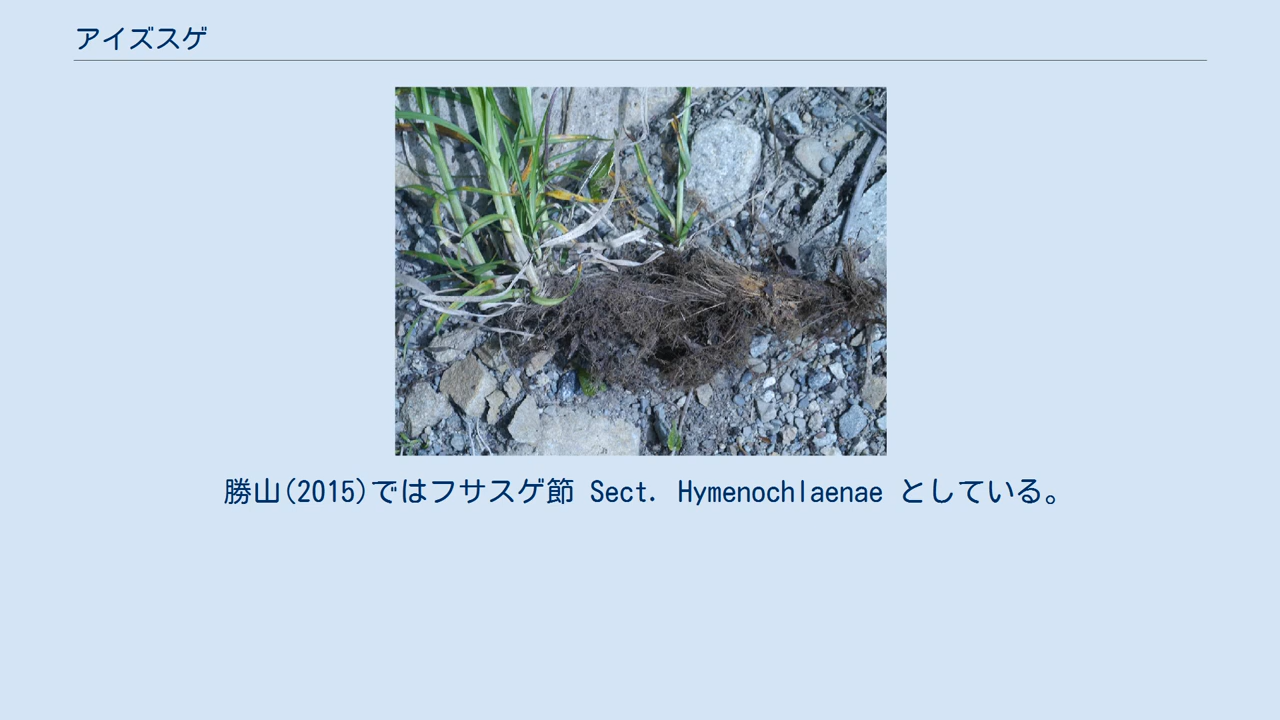 アイズスゲ
勝山(2015)ではフサスゲ節 Sect. Hymenochlaenae としている。